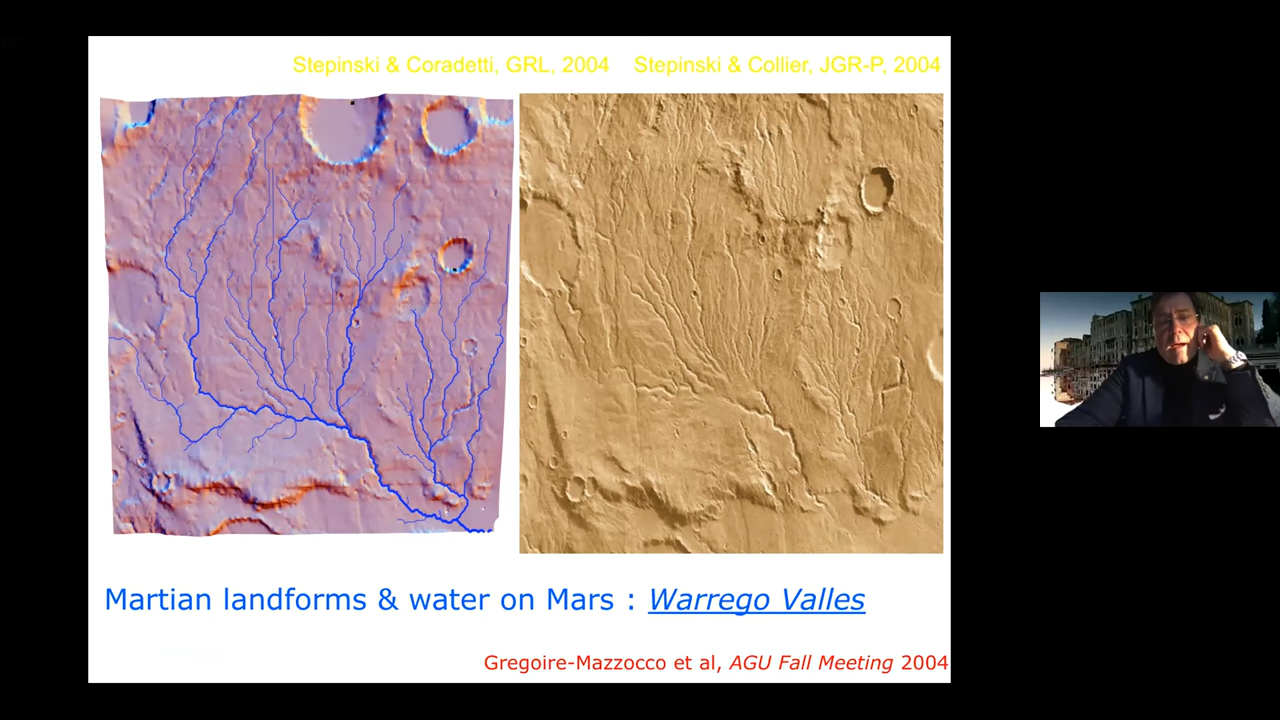 Stepinski & Coradetti, GRL, 2004 Stepinski & Collier, JGR-P, 2004
Martian landforms & water on Mars : Warrego Valles
Gregoire-Mazzocco et al, AGU Fall Meeting 2004